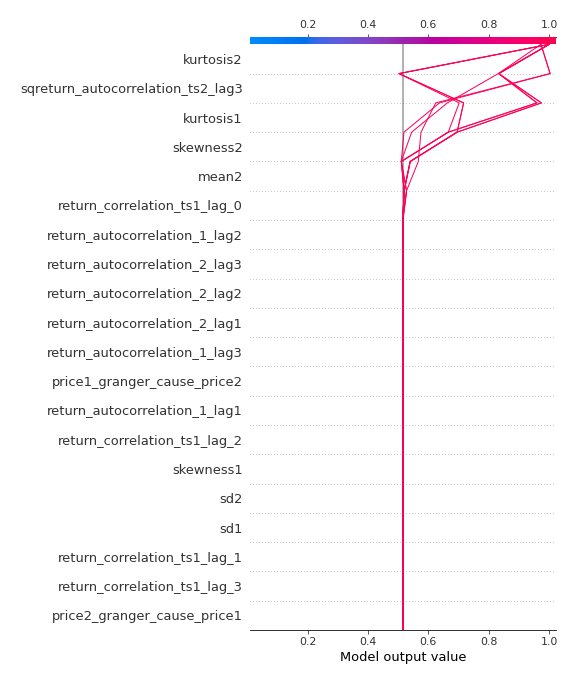 0.2 0.4 0.6 0.8 1.0
kurtosis2
sqreturn_autocorrelation_ts2_lag3
kurtosis1
skewness2
mean2
return_correlation_ts1_lag_0
return_autocorrelation_1_lag2
return_autocorrelation_2_lag3
return_autocorrelation_2_lag2
return_autocorrelation_2_lag1
return_autocorrelation_1_lag3
price1_granger_cause_price2
return_autocorrelation_1_lag1
return_correlation_ts1_lag_2
skewness1
sd2
sd1
return_correlation_ts1_lag_1
return_correlation_ts1_lag_3
price2_granger_cause_price1
0.2 0.4 0.6 0.8 1.0
Model output value